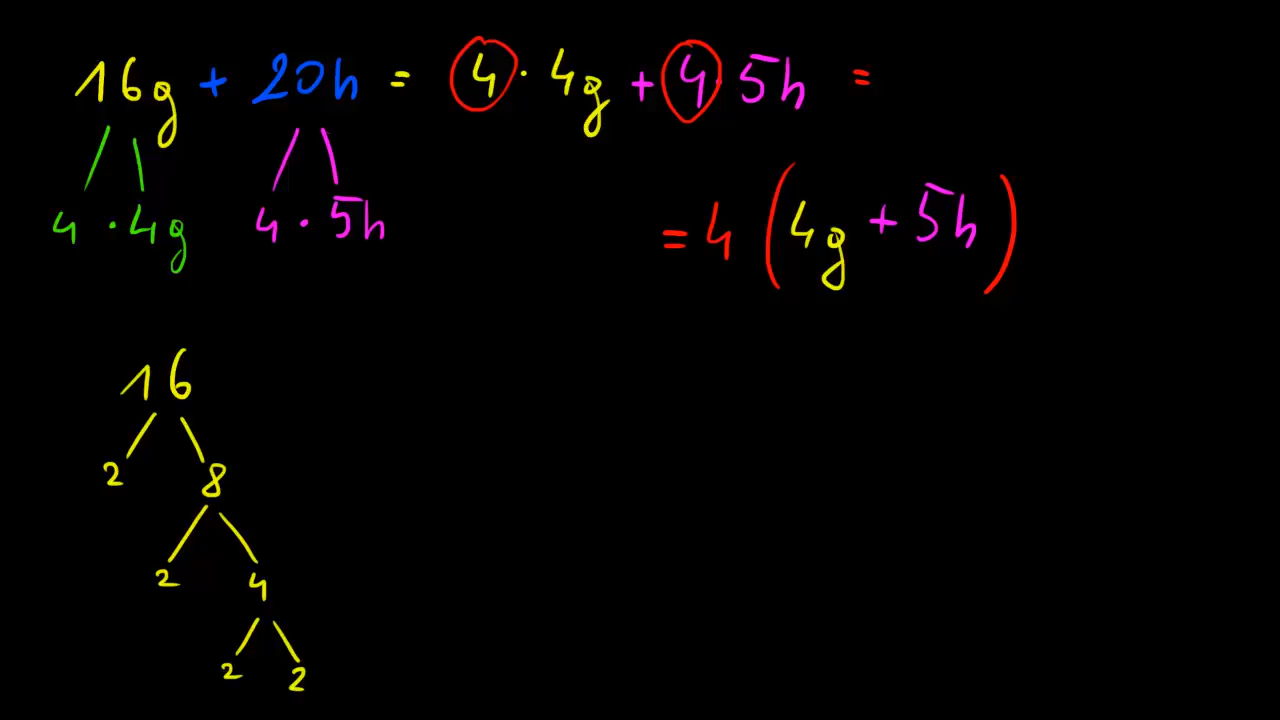 16g + 20h = 4 · 4g + 4 · 5h =
4 · 4g 4 · 5h
= 4 ( 4g + 5h )
16
2 8
2 4
2 2